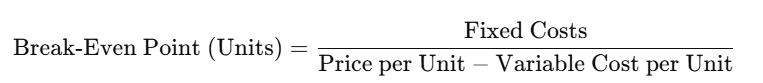 Break-Even Point (Units) = Fixed Costs / Price per Unit − Variable Cost per Unit